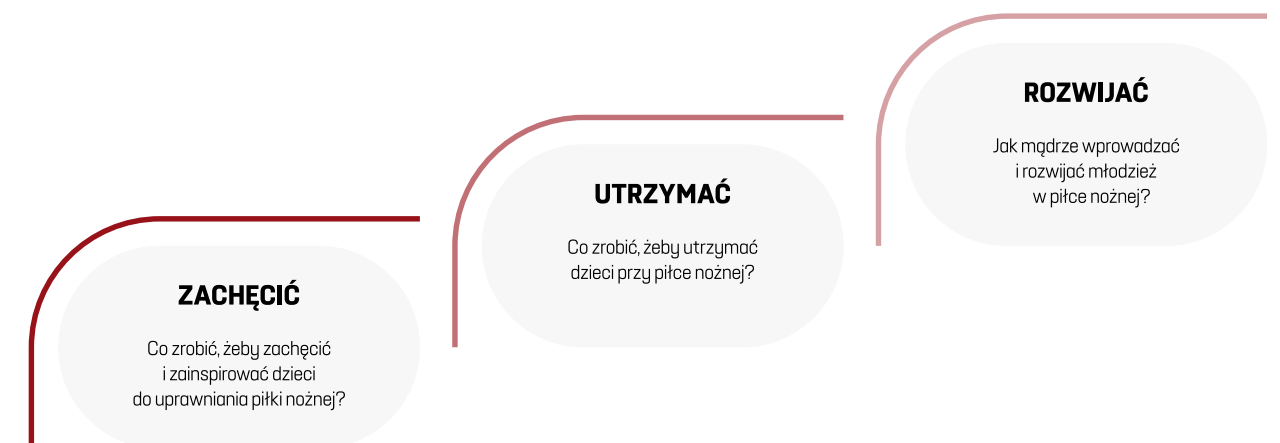 ZACHĘCIĆ
Co zrobić, żeby zachęcić
i zainspirować dzieci
do uprawniania piłki nożnej?
UTRZYMAĆ
Co zrobić, żeby utrzymać
dzieci przy piłce nożnej?
ROZWIJAĆ
Jak mądrze wprowadzać
i rozwijać młodzież
w piłce nożnej?